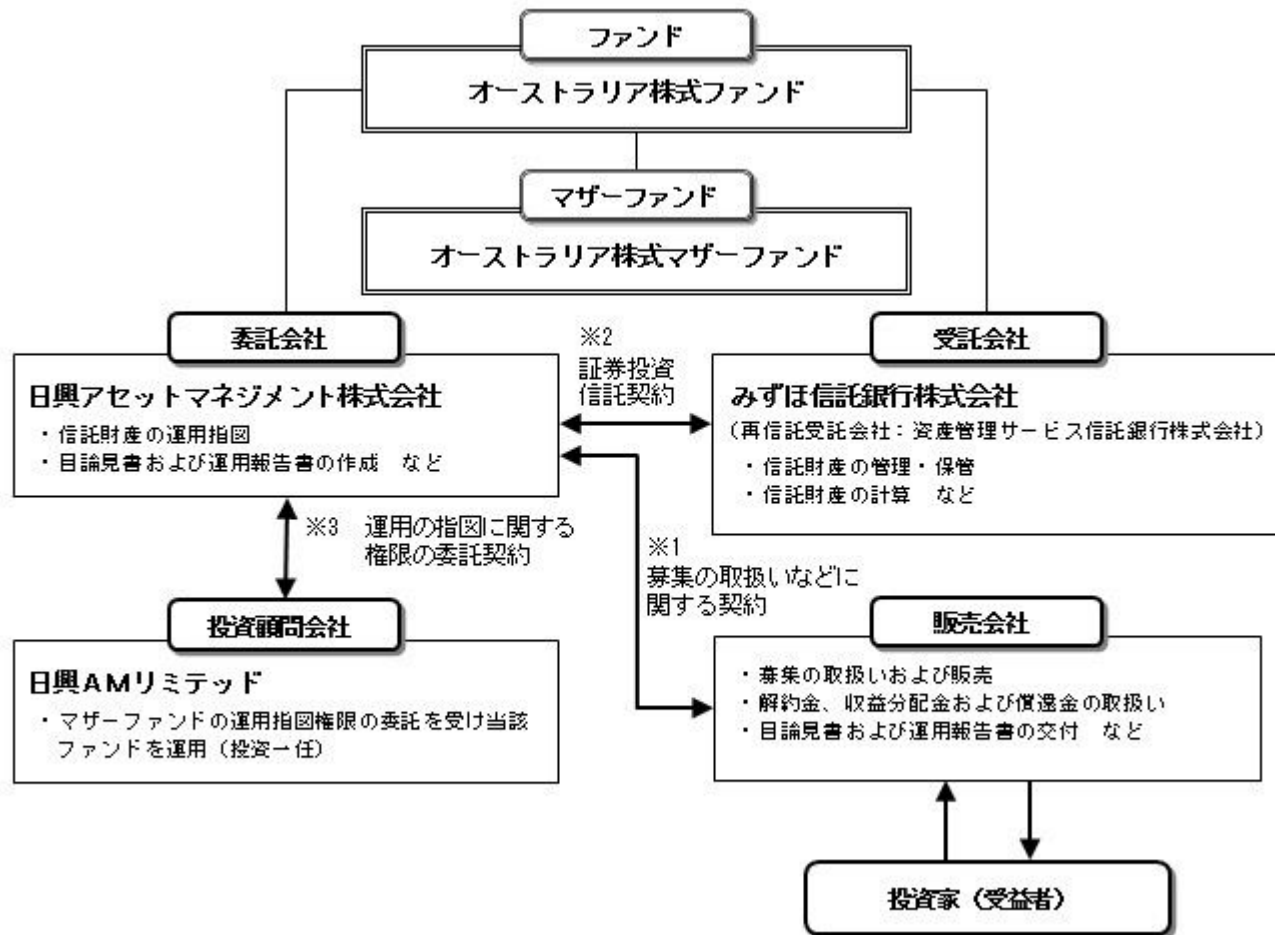 ファンド
オーストラリア株式ファンド
マザーファンド
オーストラリア株式マザーファンド
委託会社
日興アセットマネジメント株式会社
・信託財産の運用指図
・目論見書および運用報告書の作成 など
※2
証券投資
信託契約
受託会社
みずほ信託銀行株式会社
(再信託受託会社:資産管理サービス信託銀行株式会社)
・信託財産の管理・保管
・信託財産の計算 など
※3 運用の指図に関する
権限の委託契約
※1
募集の取扱いなどに
関する契約
投資顧問会社
日興AMリミテッド
・マザーファンドの運用指図権限の委託を受け当該
ファンドを運用(投資一任)
販売会社
・募集の取扱いおよび販売
・解約金、収益分配金および償還金の取扱い
・目論見書および運用報告書の交付 など
投資家(受益者)